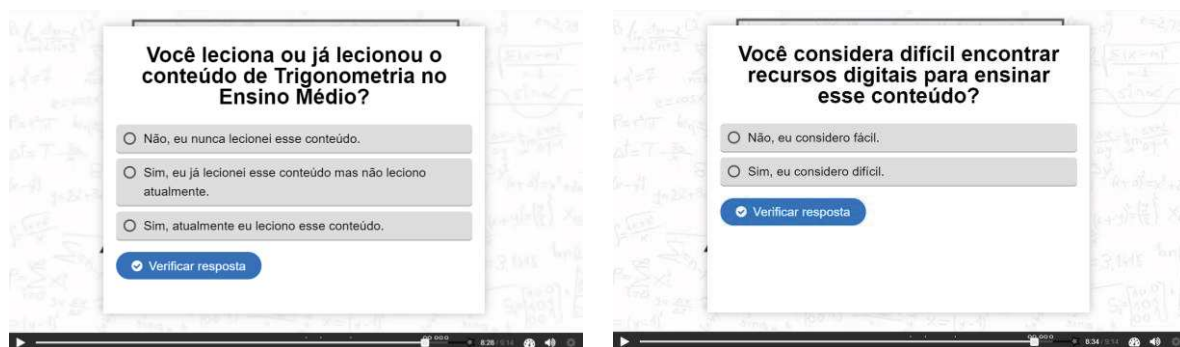 Você leciona ou já lecionou o
conteúdo de Trigonometria no
Ensino Médio?
Não, eu nunca lecionei esse conteúdo.
Sim, eu já lecionei esse conteúdo mas não leciono
atualmente.
Sim, atualmente eu leciono esse conteúdo.
Verificar resposta
Você considera difícil encontrar
recursos digitais para ensinar
esse conteúdo?
Não, eu considero fácil.
Sim, eu considero difícil.
Verificar resposta